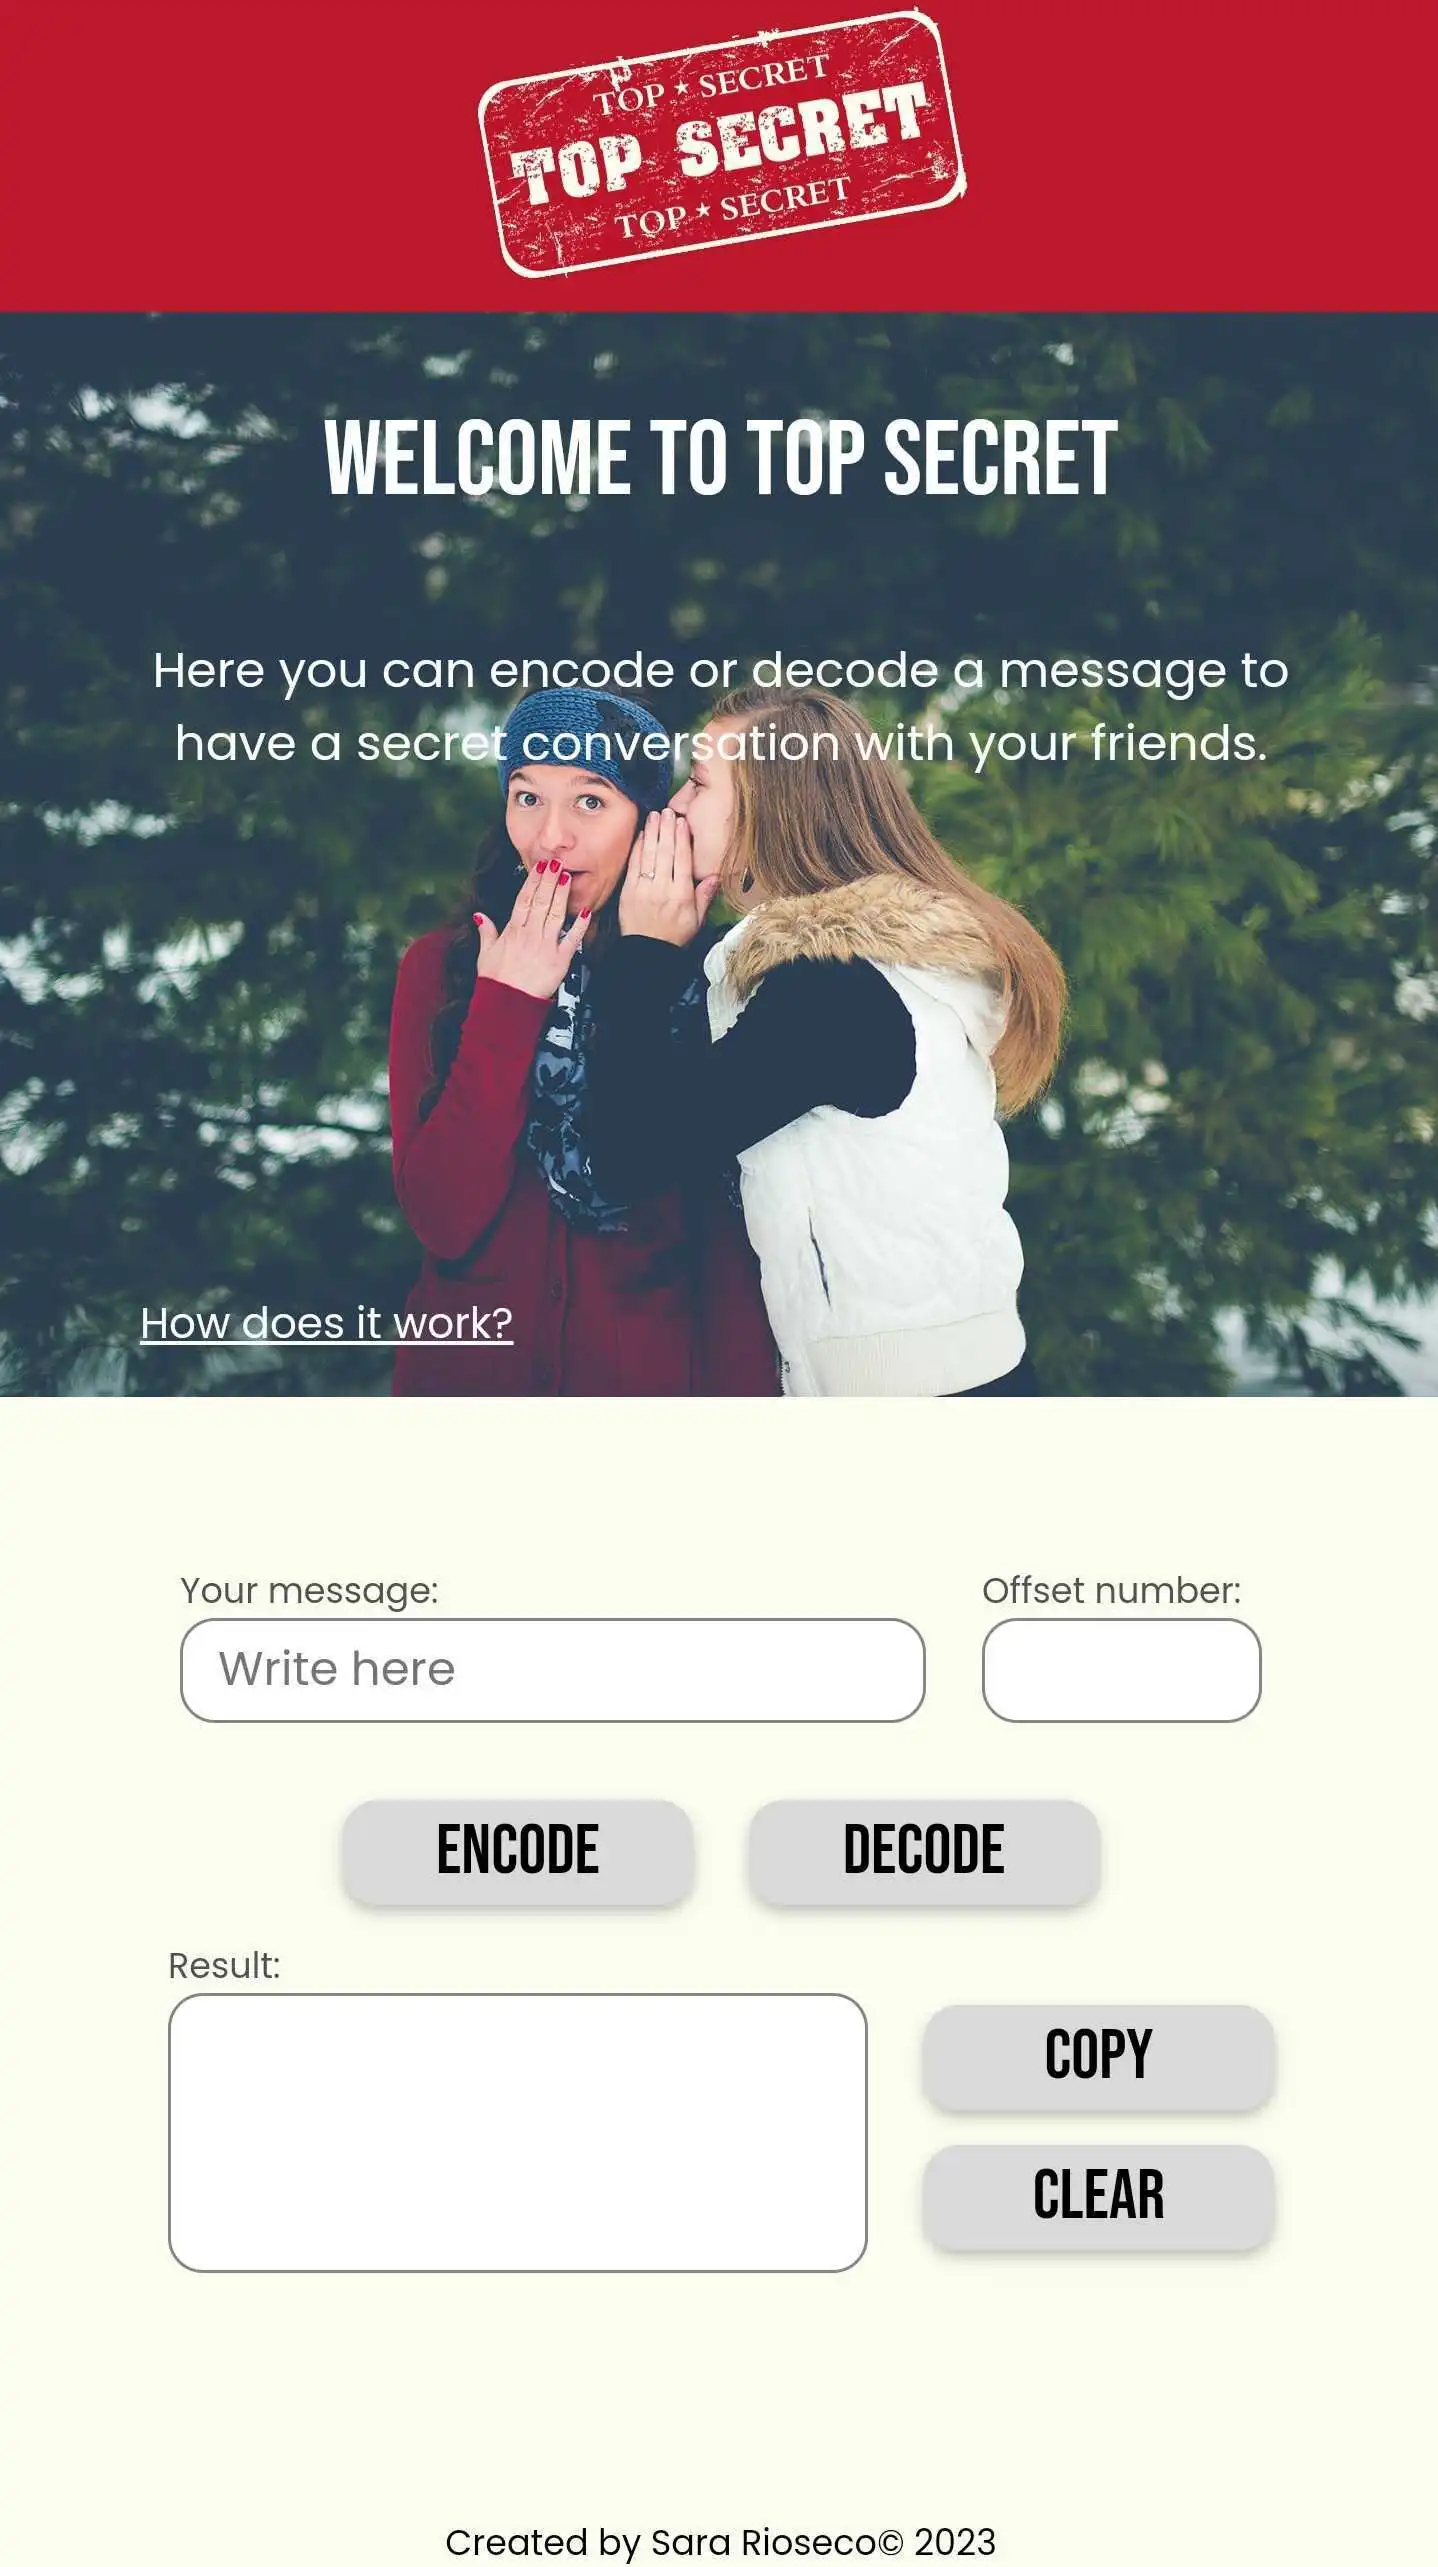 TOP ★ SECRET
TOP SECRET
TOP ★ SECRET
WELCOME TO TOP SECRET
Here you can encode or decode a message to
have a secret conversation with your friends.
How does it work?
Your message:
Offset number:
Write here
ENCODE
DECODE
Result:
COPY
CLEAR
Created by Sara Rioseco© 2023